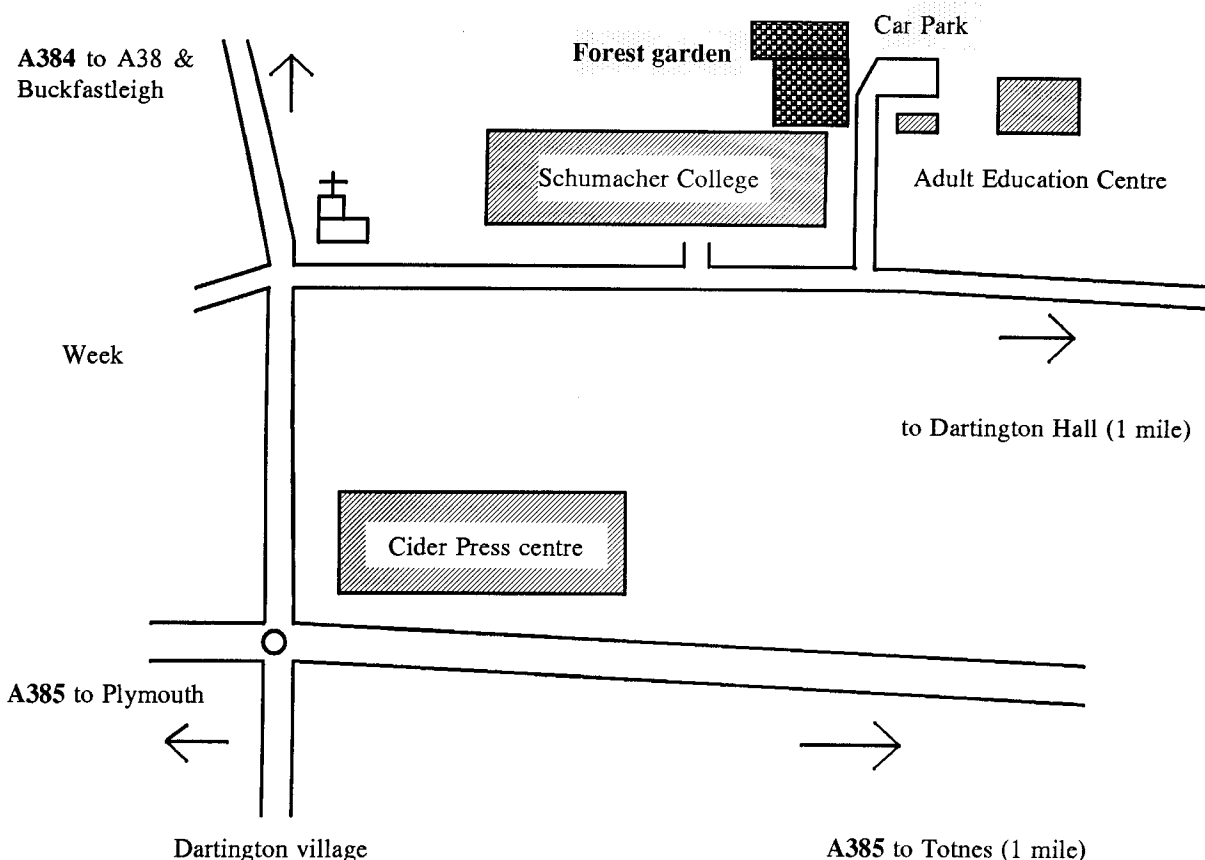 Car Park
A384 to A38 &
Buckfastleigh
Forest garden
Schumacher College
Adult Education Centre
Week
to Dartington Hall (1 mile)
Cider Press centre
A385 to Plymouth
Dartington village
A385 to Totnes (1 mile)